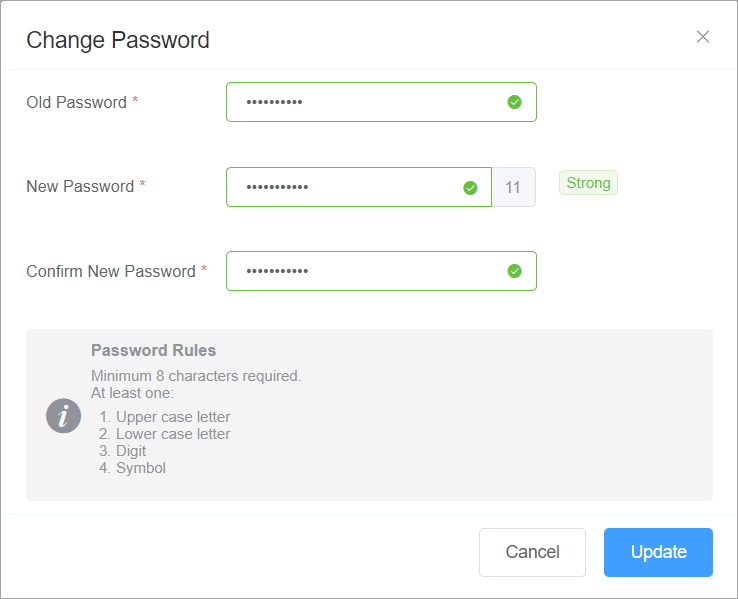 Change Password
Old Password *
••••••••••
New Password *
•••••••••••
11
Strong
Confirm New Password *
•••••••••••
Password Rules
Minimum 8 characters required.
At least one:
1. Upper case letter
2. Lower case letter
3. Digit
4. Symbol
i
Cancel
Update